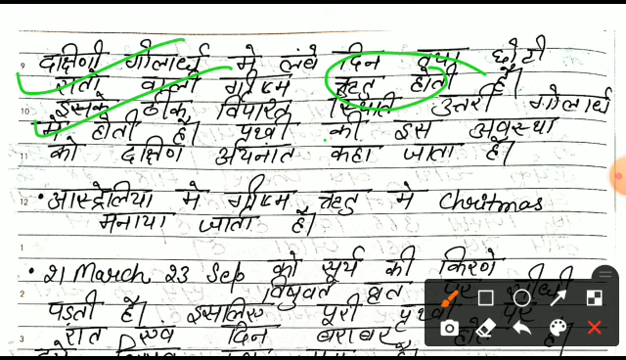 दक्षिणी गोलार्ध मे लंबे दिन तथा छोटी
रातो वाली ग्रीष्म ऋतु होती है।
इसके ठीक विपरित स्थिति उत्तरी गोलार्ध
मे होती है। पृथ्वी की इस अवस्था
को दक्षिण अयनांत कहा जाता है।
• आस्ट्रेलिया मे ग्रीष्म ऋतु मे Christmas
मनाया जाता है।
• 21 March 23 Sep को सूर्य की किरणे
विषुवत वृत पर सीधी
पड़ती है। इसलिए पूरी पृथ्वी पर
रात एवं दिन बराबर होते है।